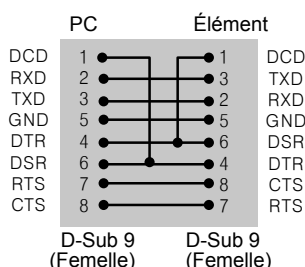 PC Élément
DCD 1 1 DCD
RXD 2 3 TXD
TXD 3 2 RXD
GND 5 5 GND
DTR 4 6 DSR
DSR 6 4 DTR
RTS 7 8 CTS
CTS 8 7 RTS
D-Sub 9 D-Sub 9
(Femelle) (Femelle)